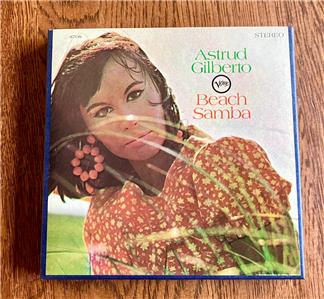 STEREO
Astrud
Gilberto
Verve
Beach
Samba